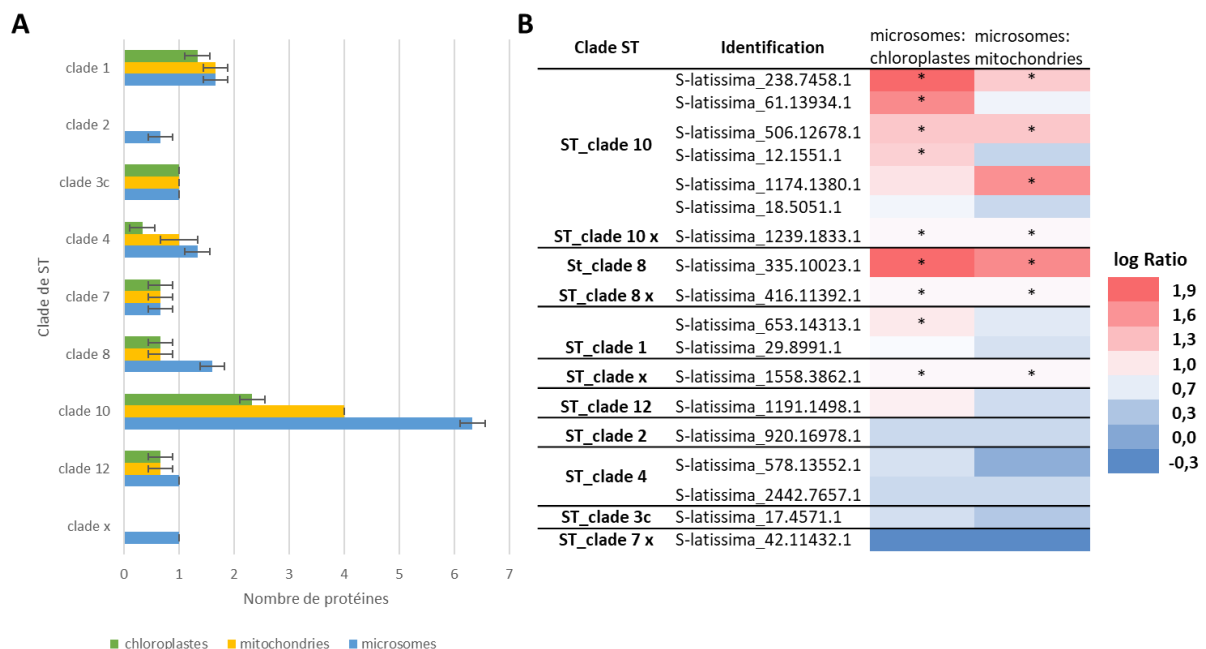 A
clade 1
clade 2
clade 3c
clade 4
clade 7
clade 8
clade 10
clade 12
clade x
Clade de ST
0 1 2 3 4 5 6 7
Nombre de protéines
chloroplastes mitochondries microsomes
B
Clade ST Identification microsomes: chloroplastes microsomes: mitochondries
S-latissima_238.7458.1 * *
S-latissima_61.13934.1 *
ST_clade 10 S-latissima_506.12678.1 * *
S-latissima_12.1551.1 *
S-latissima_1174.1380.1 *
S-latissima_18.5051.1
ST_clade 10 x S-latissima_1239.1833.1 * *
St_clade 8 S-latissima_335.10023.1 * *
ST_clade 8 x S-latissima_416.11392.1 * *
S-latissima_653.14313.1 *
ST_clade 1 S-latissima_29.8991.1
ST_clade x S-latissima_1558.3862.1 * *
ST_clade 12 S-latissima_1191.1498.1
ST_clade 2 S-latissima_920.16978.1
ST_clade 4 S-latissima_578.13552.1
S-latissima_2442.7657.1
ST_clade 3c S-latissima_17.4571.1
ST_clade 7 x S-latissima_42.11432.1
log Ratio
1,9
1,6
1,3
1,0
0,7
0,3
0,0
-0,3